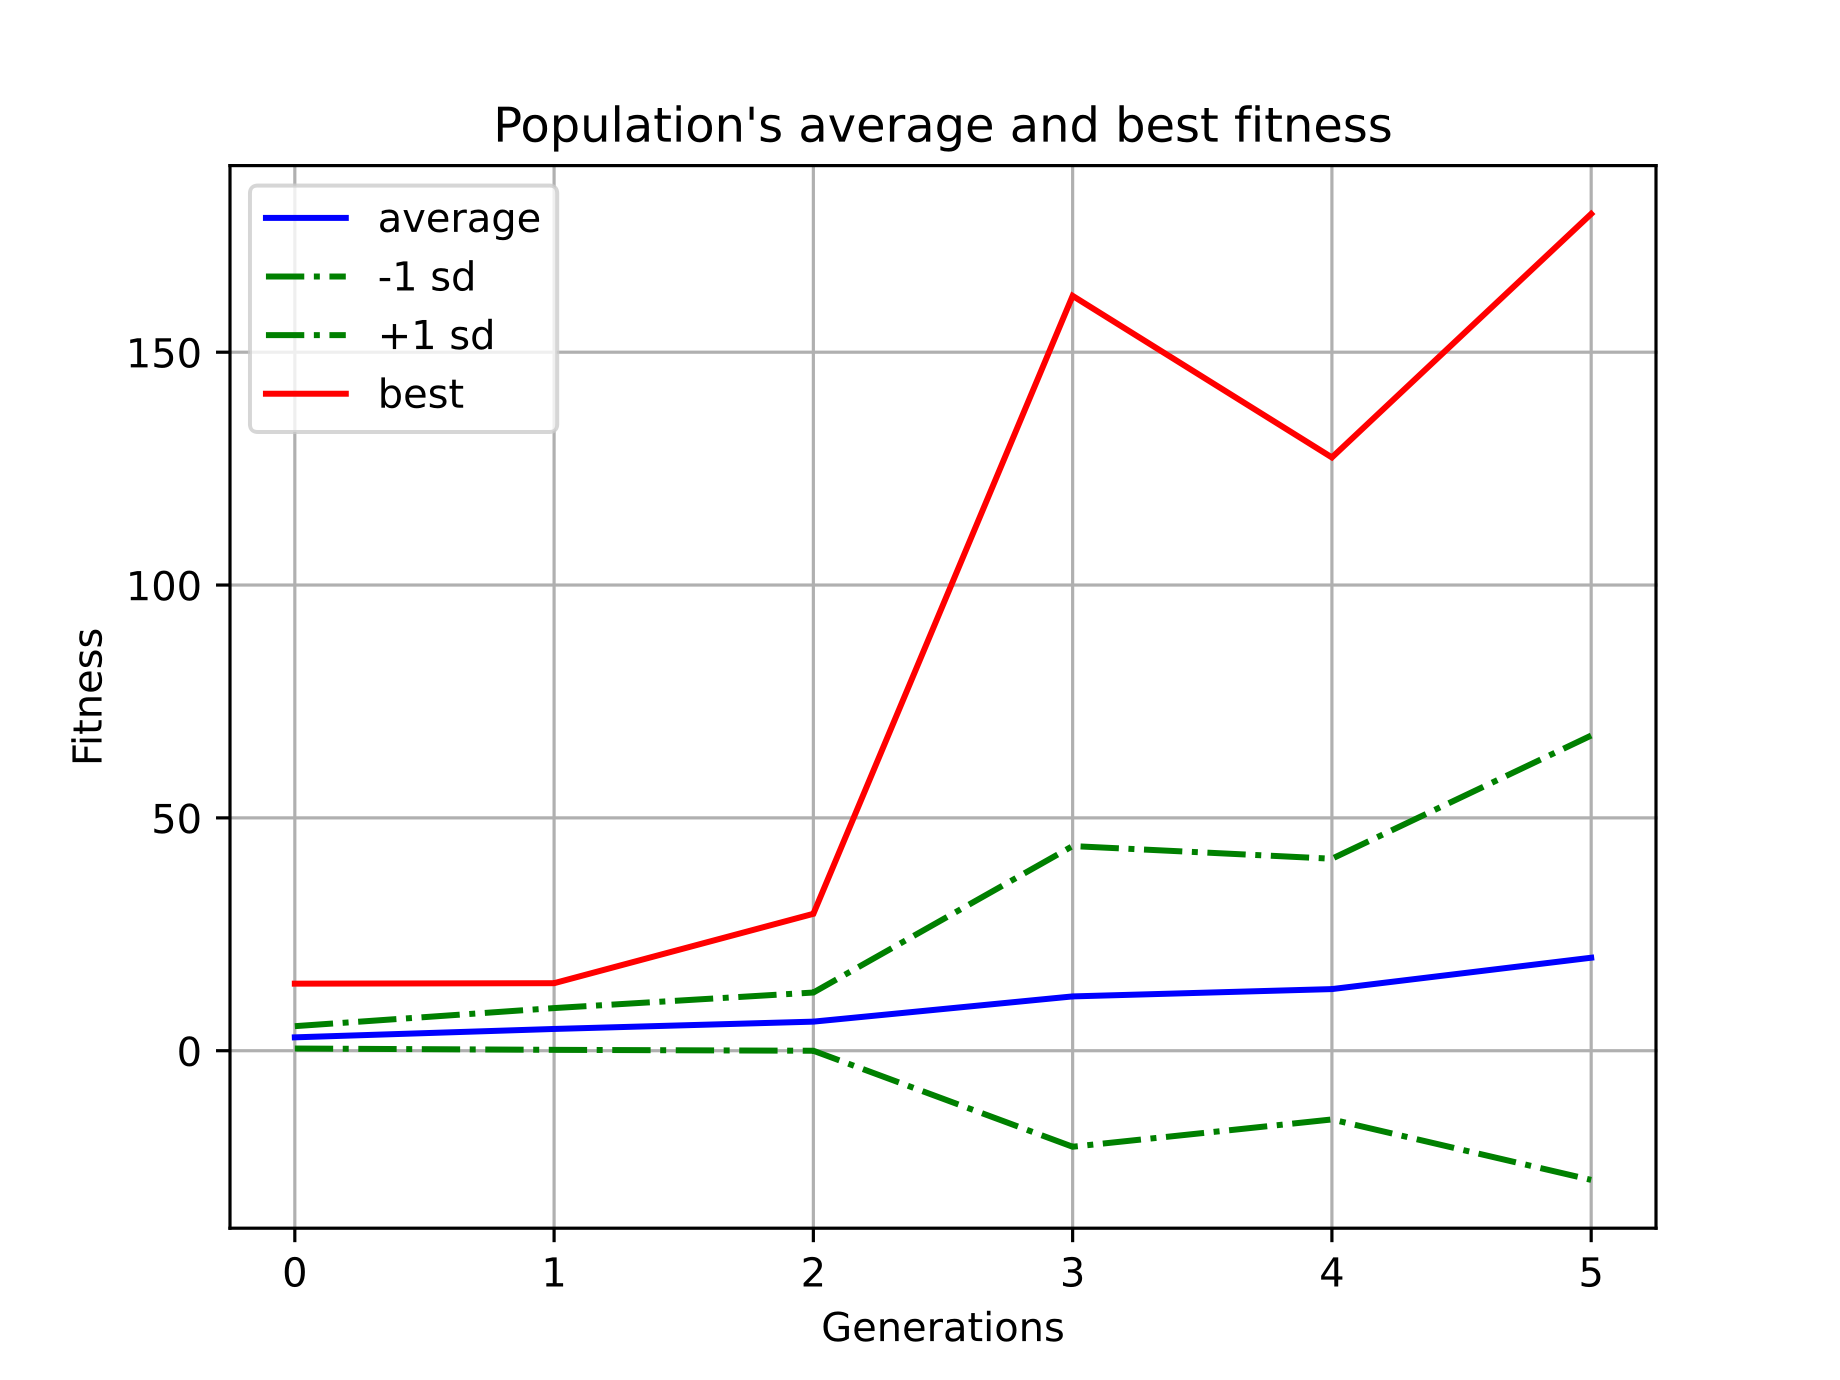 Population's average and best fitness
average
-1 sd
+1 sd
best
150
100
50
0
Fitness
0 1 2 3 4 5
Generations